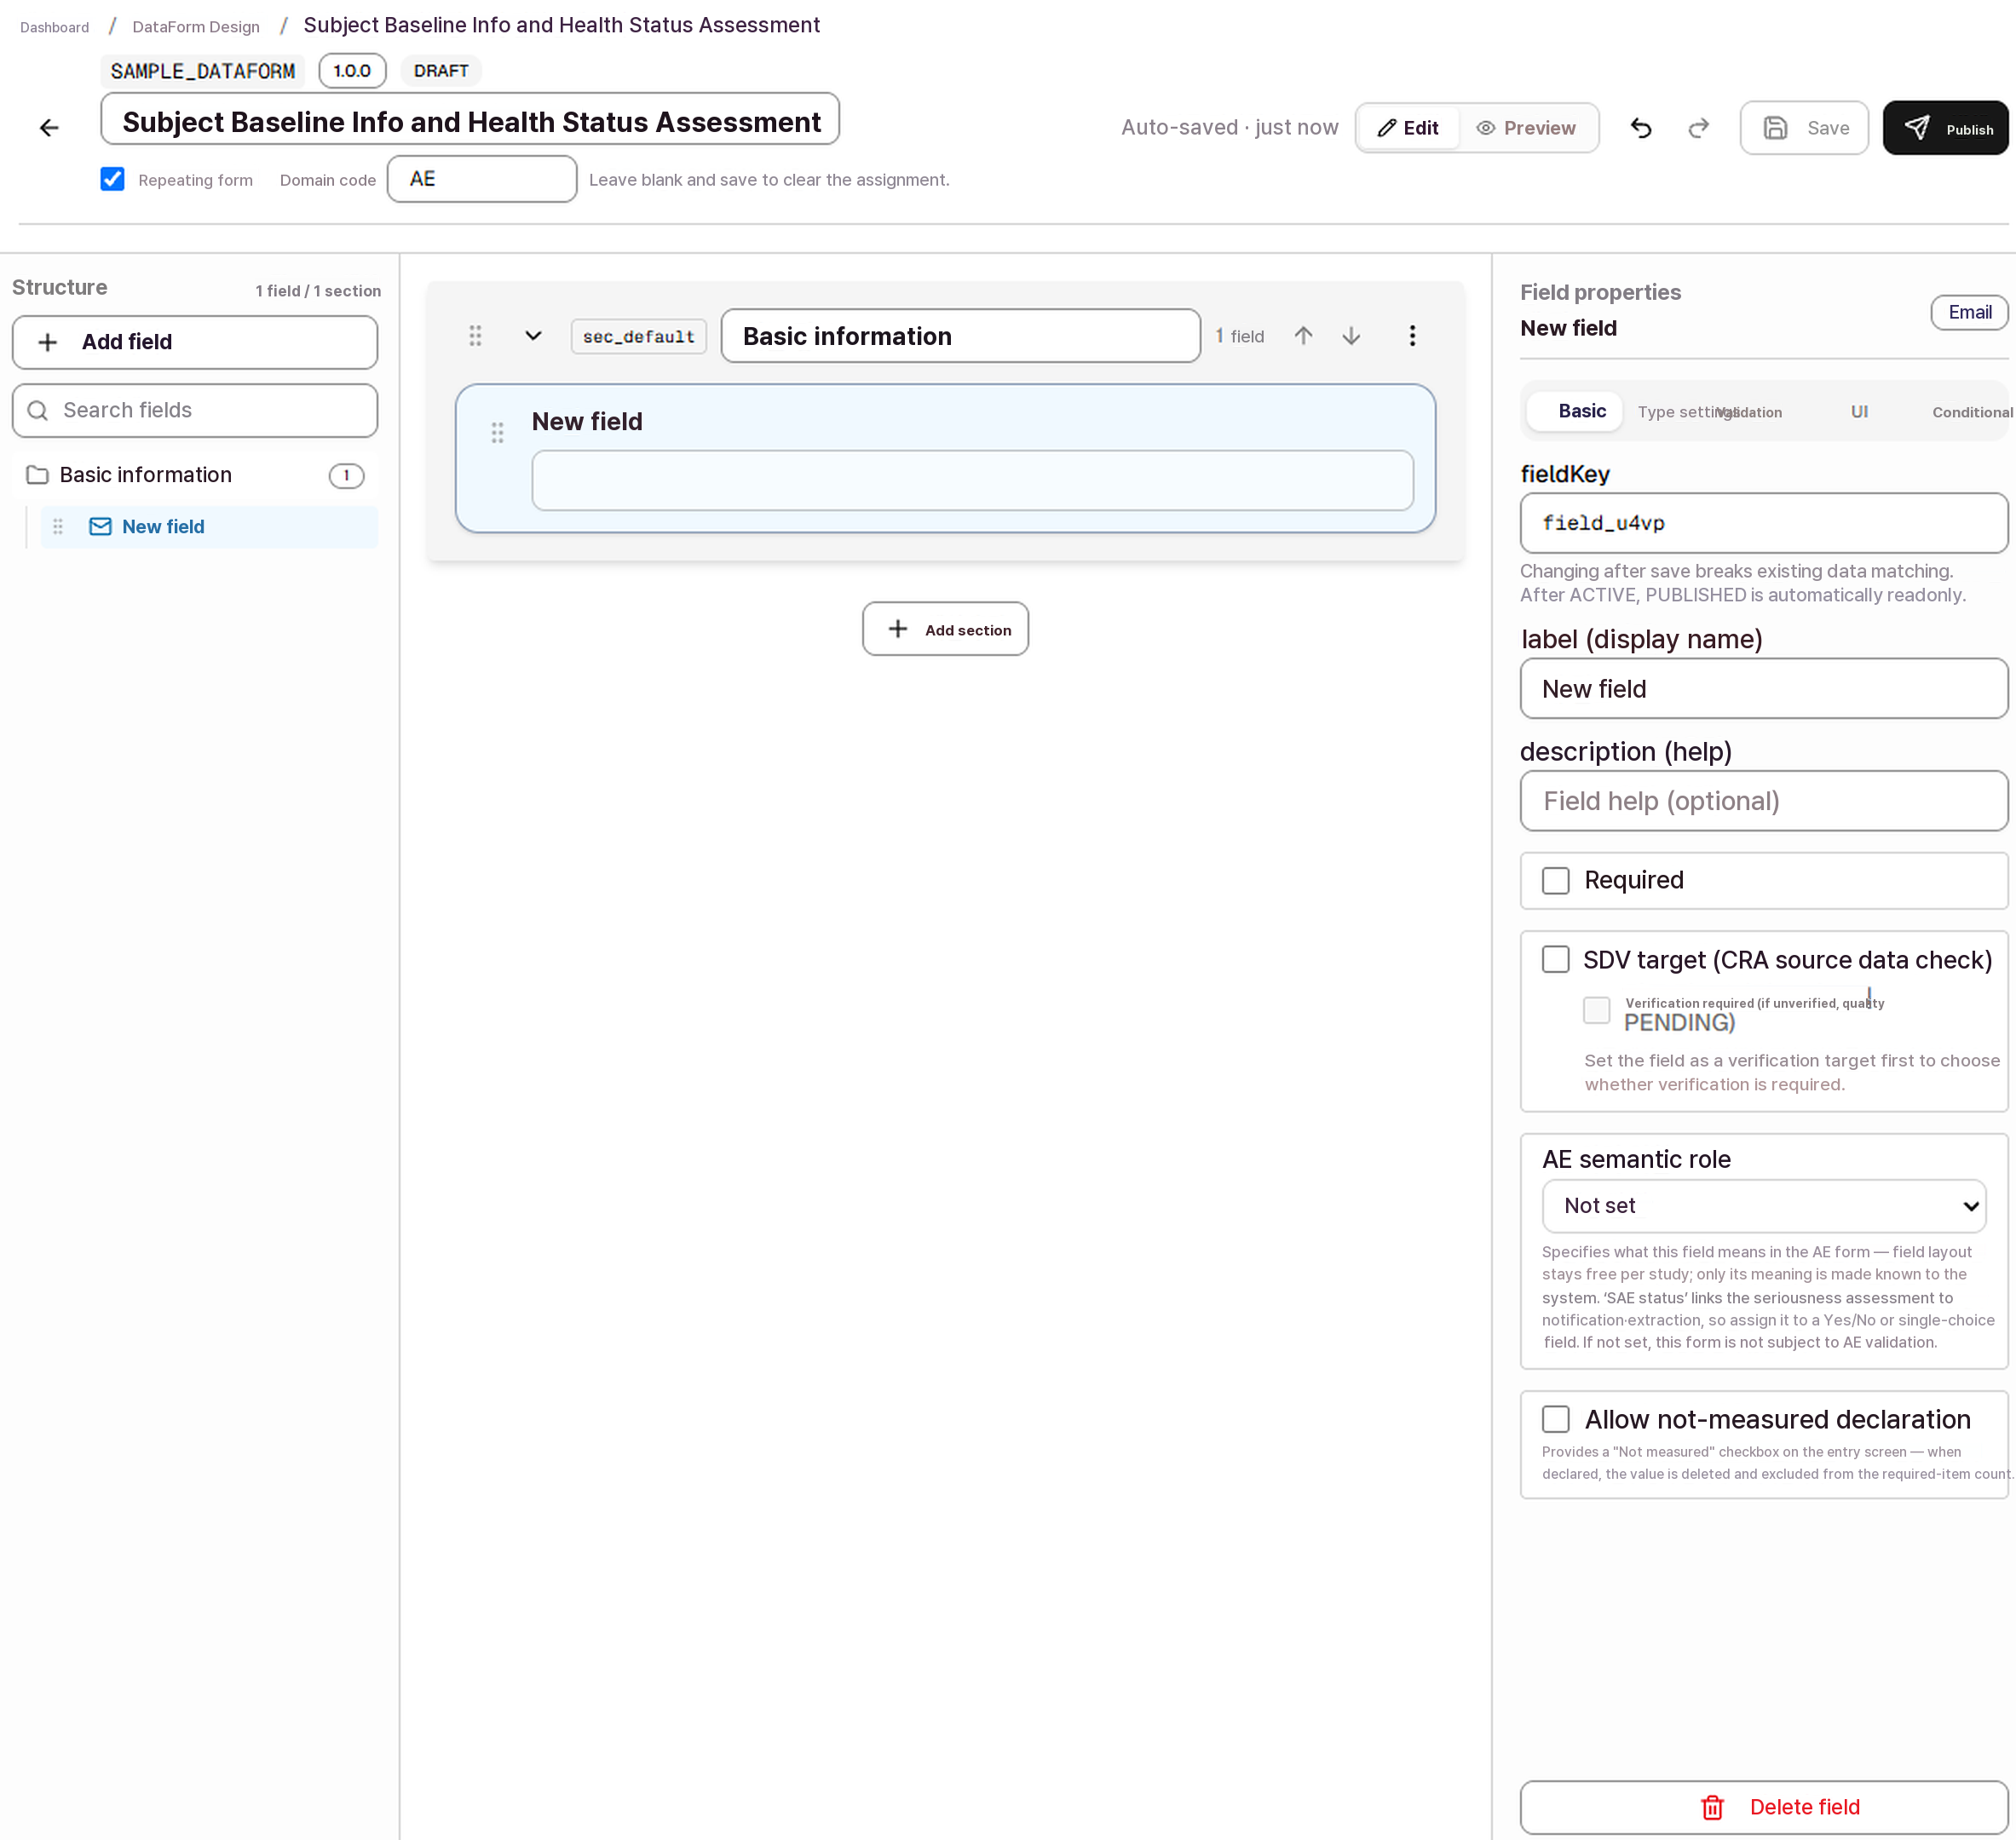 Dashboard / DataForm Design / Subject Baseline Info and Health Status Assessment
SAMPLE_DATAFORM 1.0.0 DRAFT
Subject Baseline Info and Health Status Assessment
Auto-saved · just now Edit Preview Save Publish
Repeating form Domain code AE Leave blank and save to clear the assignment.
Structure 1 field / 1 section
Add field
Search fields
Basic information 1
New field
sec_default Basic information 1 field
New field
Add section
Field properties
New field
Email
Basic Type settings Validation UI Conditional
fieldKey
field_u4vp
Changing after save breaks existing data matching.
After ACTIVE, PUBLISHED is automatically readonly.
label (display name)
New field
description (help)
Field help (optional)
Required
SDV target (CRA source data check)
Verification required (if unverified, quality
PENDING)
Set the field as a verification target first to choose
whether verification is required.
AE semantic role
Not set
Specifies what this field means in the AE form — field layout
stays free per study; only its meaning is made known to the
system. ‘SAE status’ links the seriousness assessment to
notification·extraction, so assign it to a Yes/No or single-choice
field. If not set, this form is not subject to AE validation.
Allow not-measured declaration
Provides a "Not measured" checkbox on the entry screen — when
declared, the value is deleted and excluded from the required-item count.
Delete field